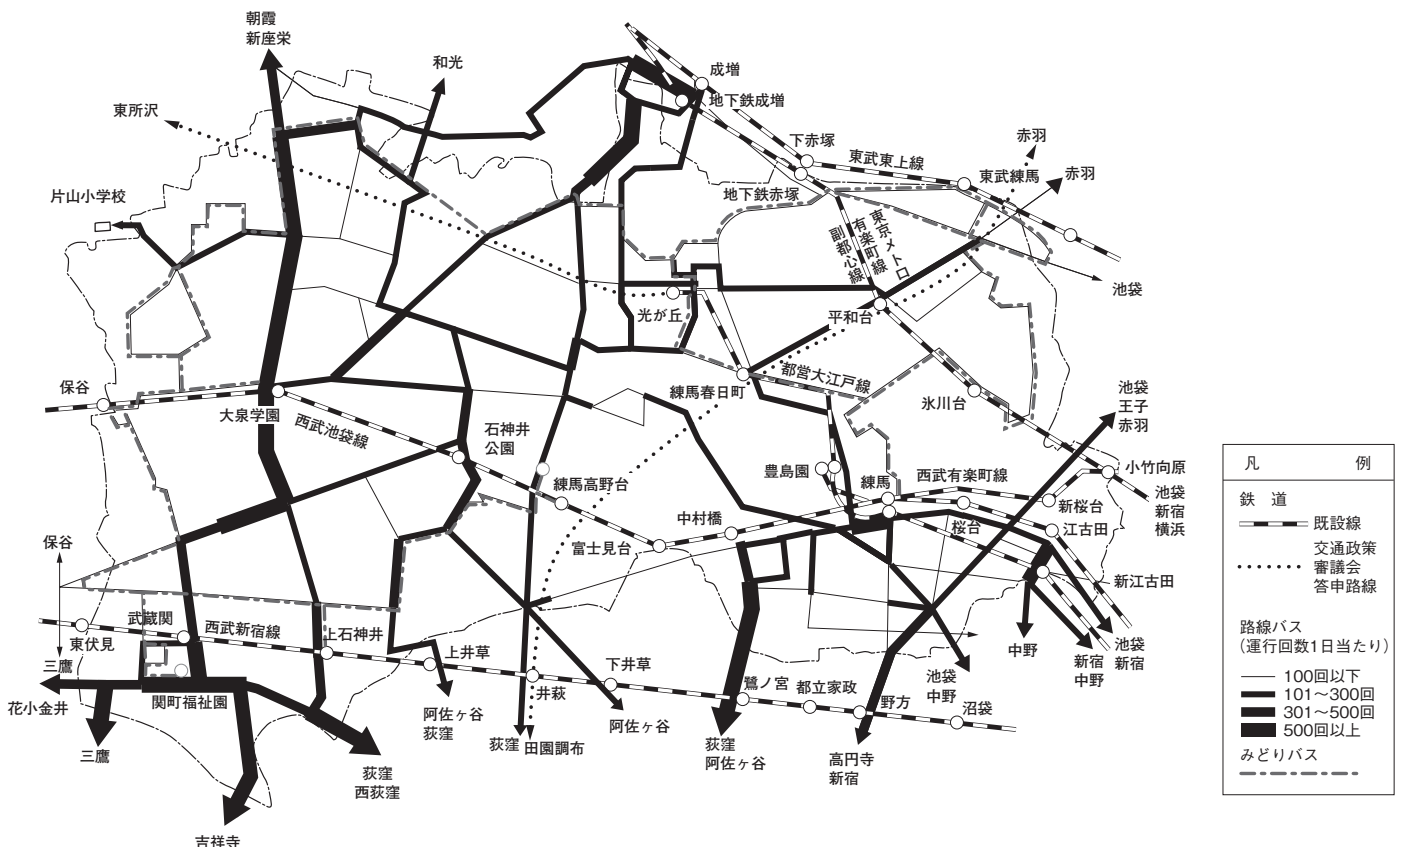 朝霞
新座栄
和光
東所沢
片山小学校
成増
地下鉄成増
下赤塚
東武東上線
赤羽
東武練馬
赤羽
地下鉄赤塚
東京メトロ
有楽町線
副都心線
池袋
光が丘
平和台
保谷
大泉学園
西武池袋線
石神井
公園
練馬春日町
都営大江戸線
氷川台
池袋
王子
赤羽
豊島園
練馬
西武有楽町線
小竹向原
練馬高野台
中村橋
富士見台
桜台
新桜台
江古田
池袋
新宿
横浜
新江古田
保谷
東伏見
武蔵関
西武新宿線
上石神井
上井草
井荻
下井草
鷺ノ宮
都立家政
野方
沼袋
池袋
中野
中野
新宿
中野
池袋
新宿
三鷹
花小金井
関町福祉園
三鷹
吉祥寺
荻窪
西荻窪
阿佐ヶ谷
荻窪
荻窪
田園調布
阿佐ヶ谷
荻窪
阿佐ヶ谷
高円寺
新宿
凡　例
鉄　道
既設線
交通政策
審議会
答申路線
路線バス
（運行回数1日当たり）
100回以下
101～300回
301～500回
500回以上
みどりバス